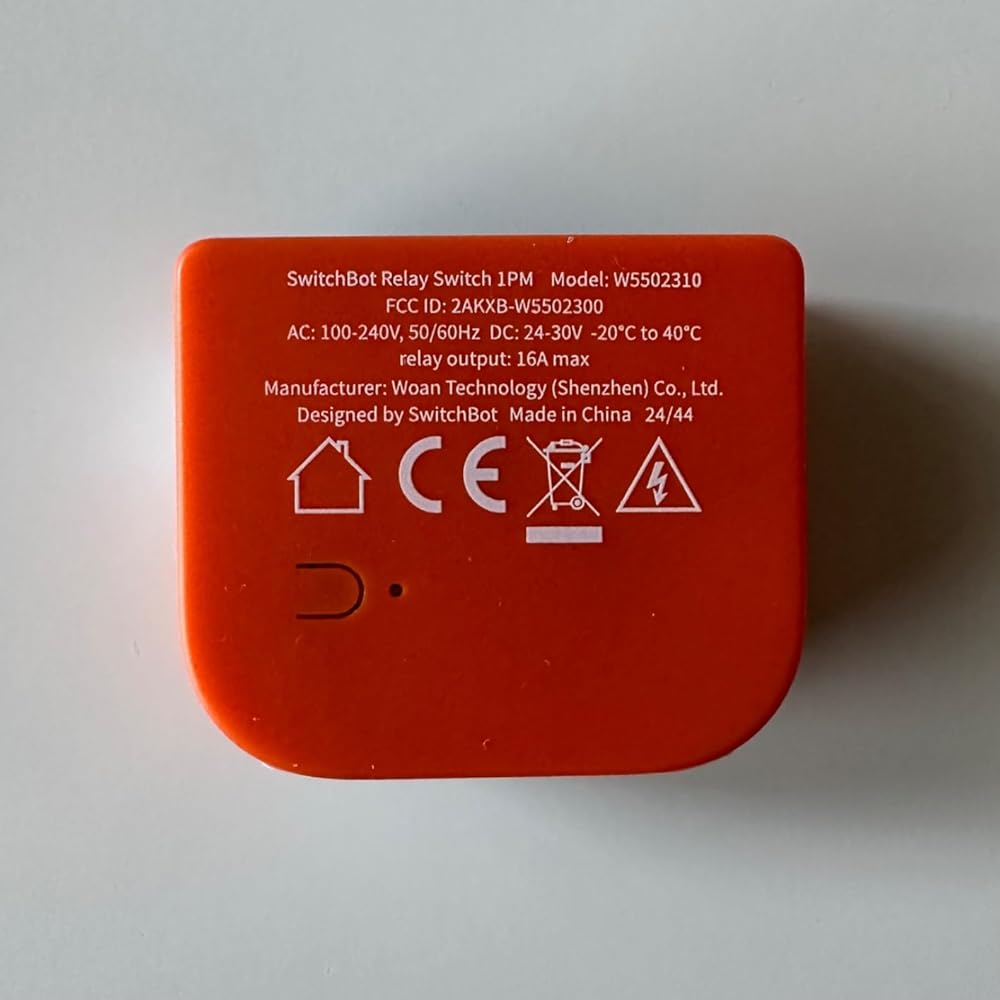 SwitchBot Relay Switch 1PM Model: W5502310
FCC ID: 2AKXB-W5502300
AC: 100-240V, 50/60Hz DC: 24-30V -20°C to 40°C
relay output: 16A max
Manufacturer: Woan Technology (Shenzhen) Co., Ltd.
Designed by SwitchBot Made in China 24/44
CE